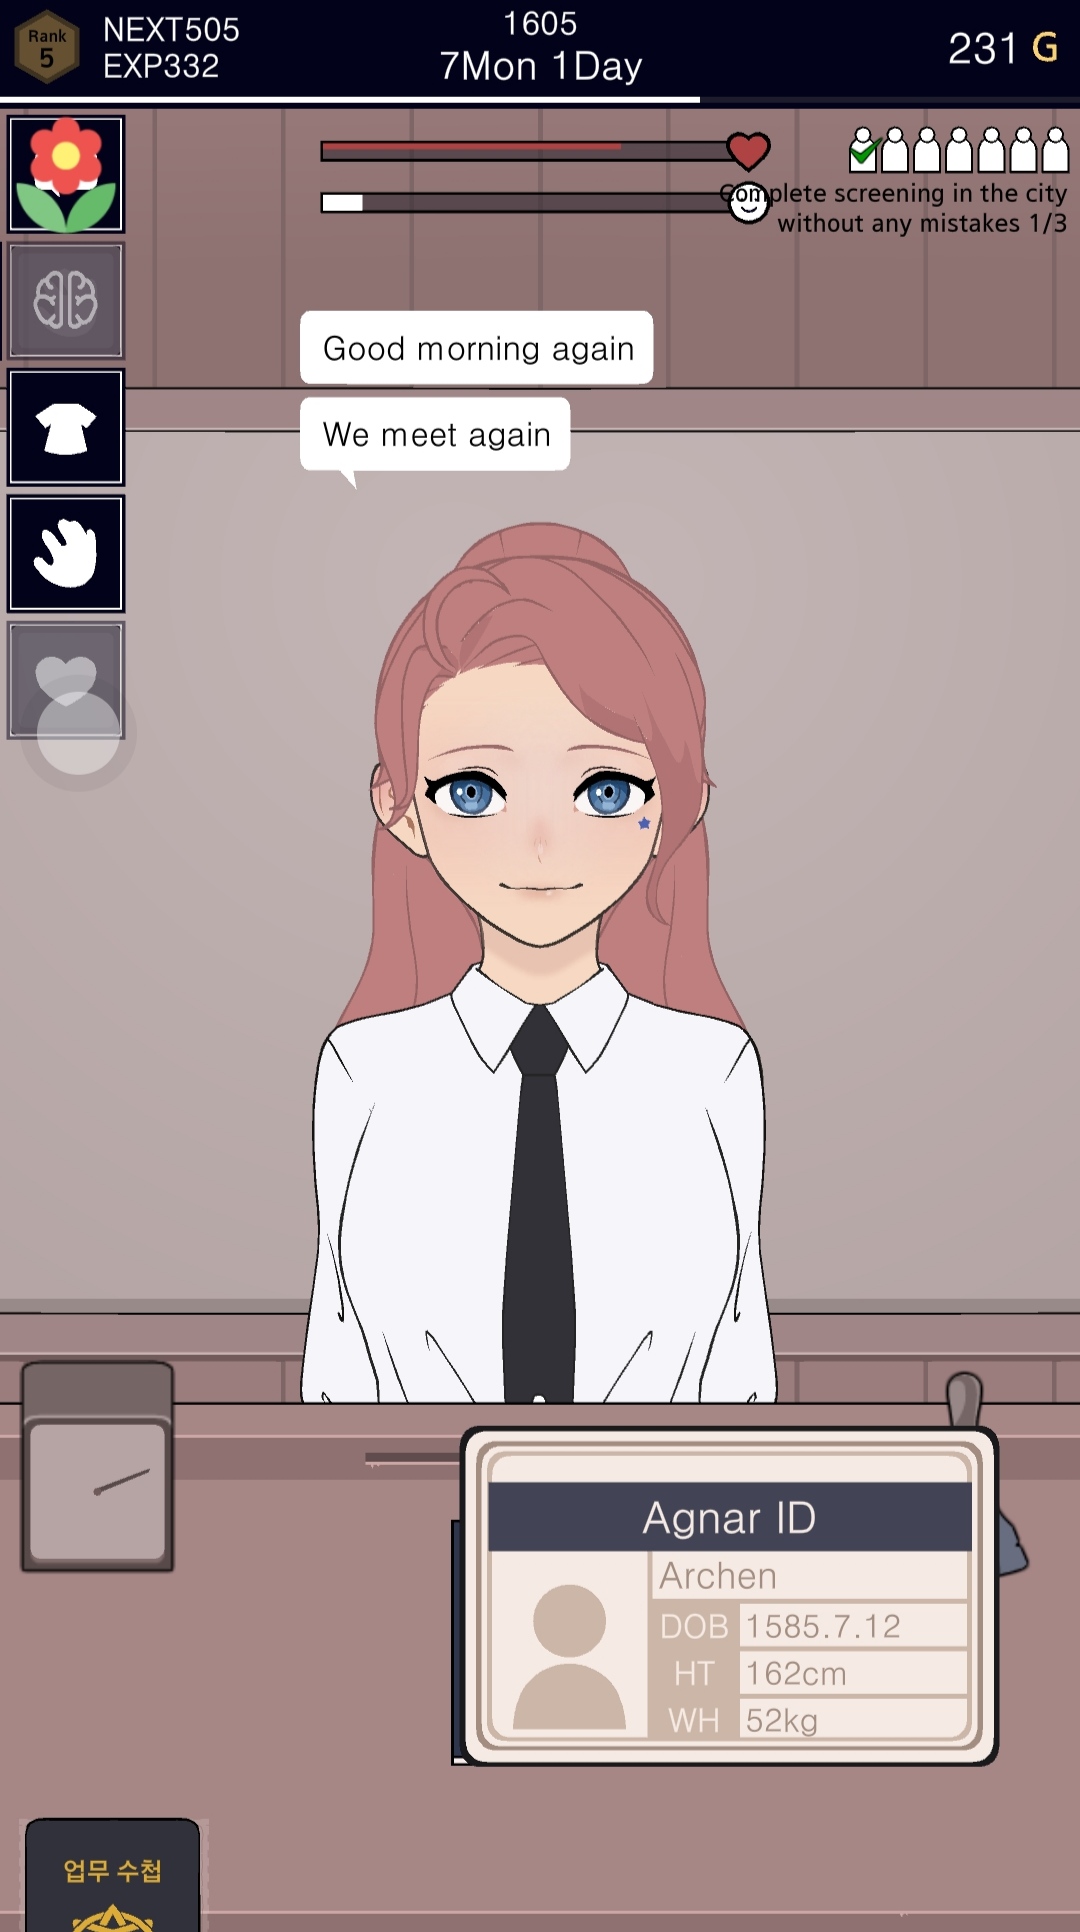 Rank
5
NEXT505
EXP332
1605
7Mon 1Day
231 G
Complete screening in the city
without any mistakes 1/3
Good morning again
We meet again
Agnar ID
Archen
DOB 1585.7.12
HT 162cm
WH 52kg
업무 수첩